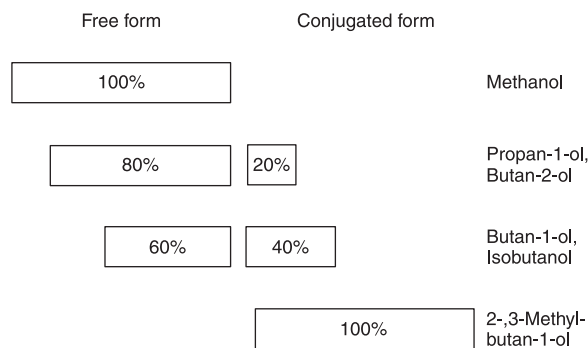 Free form Conjugated form
100% Methanol
80% 20% Propan-1-ol,
Butan-2-ol
60% 40% Butan-1-ol,
Isobutanol
100% 2-,3-Methyl-
butan-1-ol